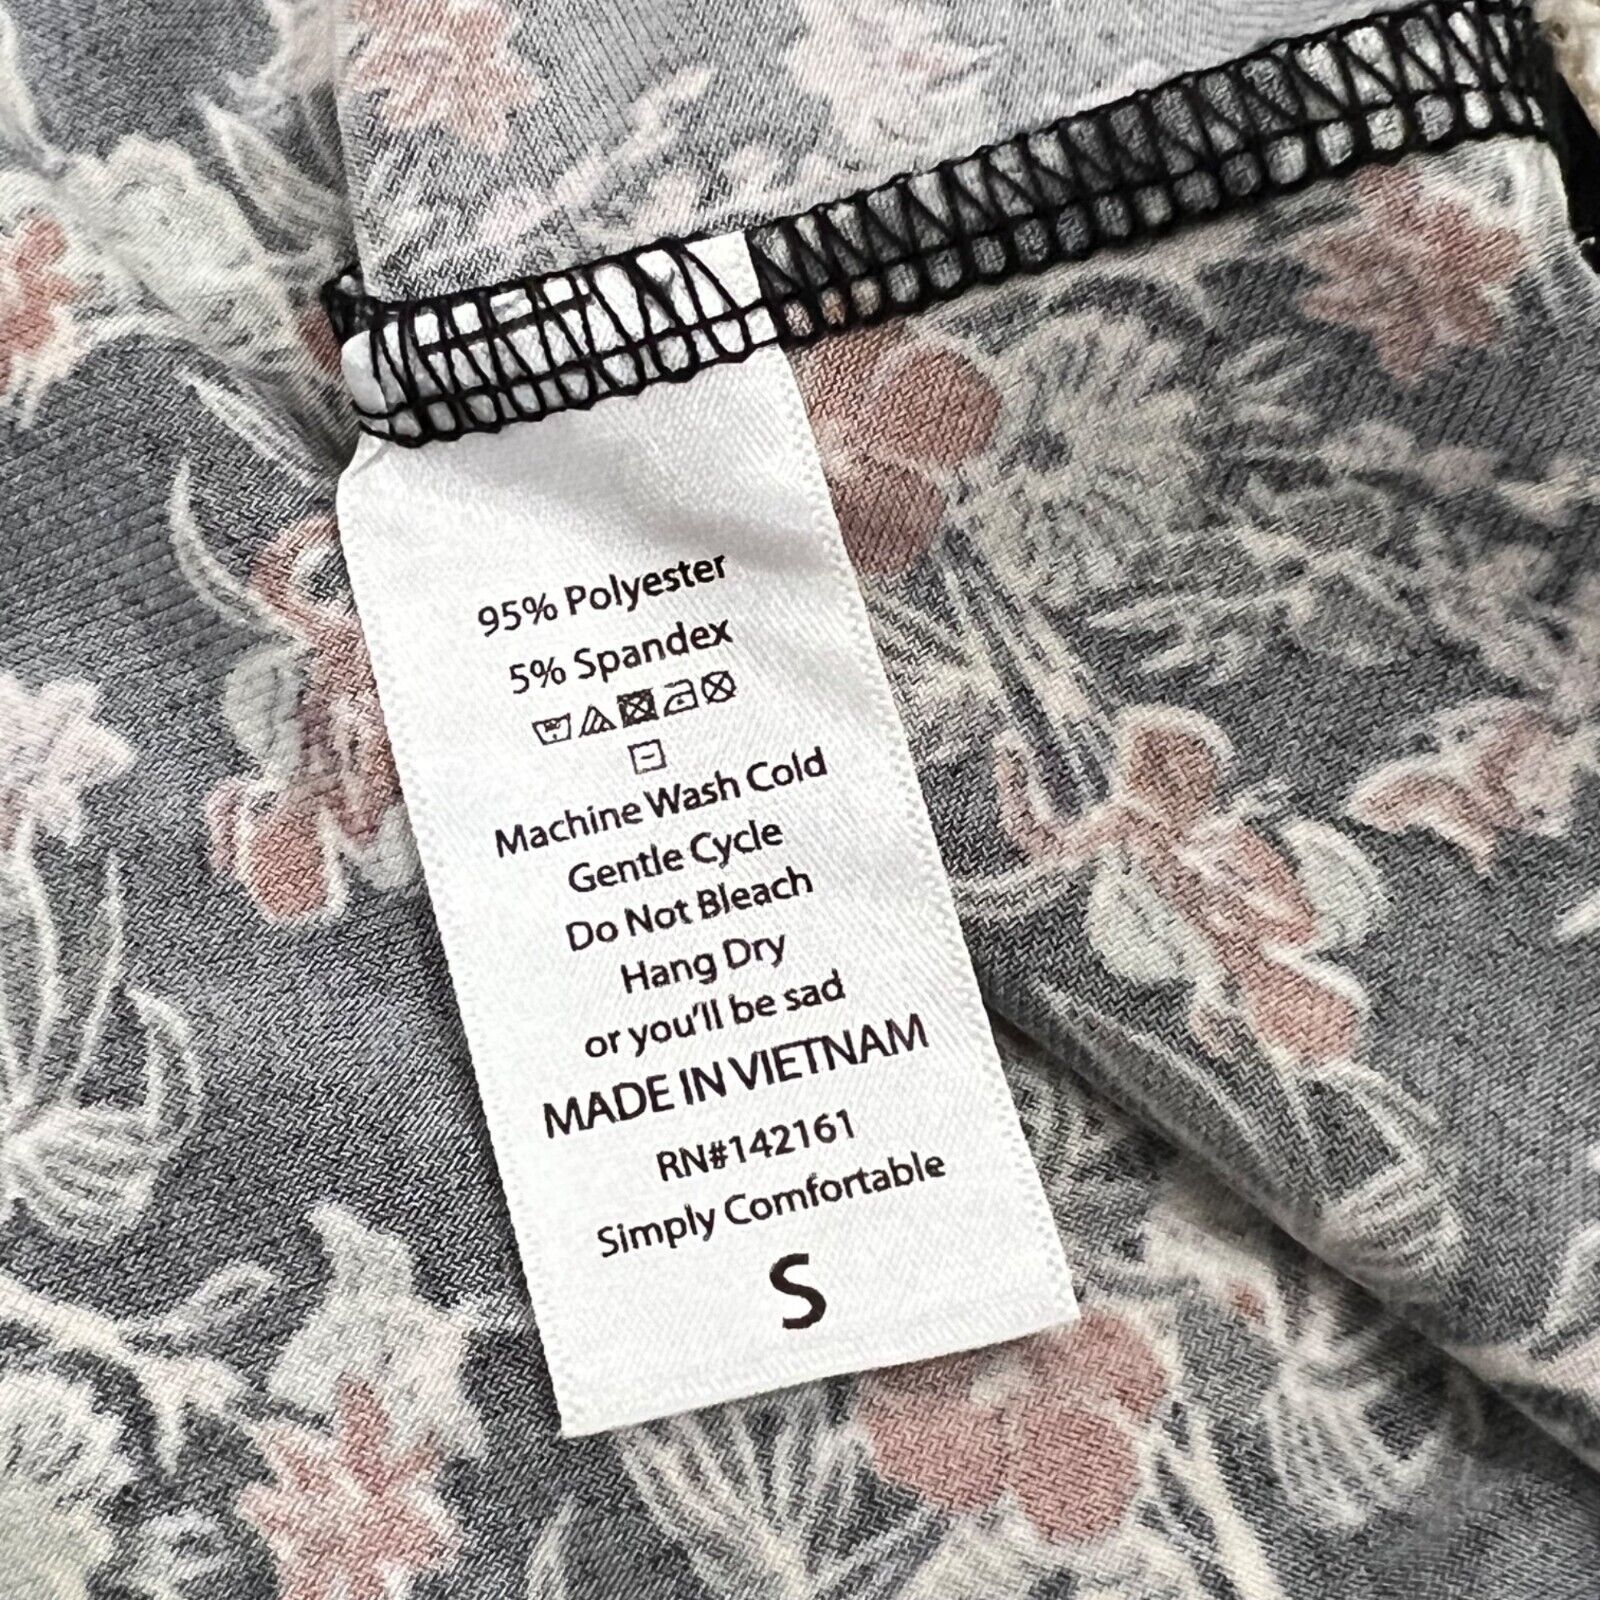 95% Polyester
5% Spandex
Machine Wash Cold
Gentle Cycle
Do Not Bleach
Hang Dry
or you'll be sad
MADE IN VIETNAM
RN#142161
Simply Comfortable
S